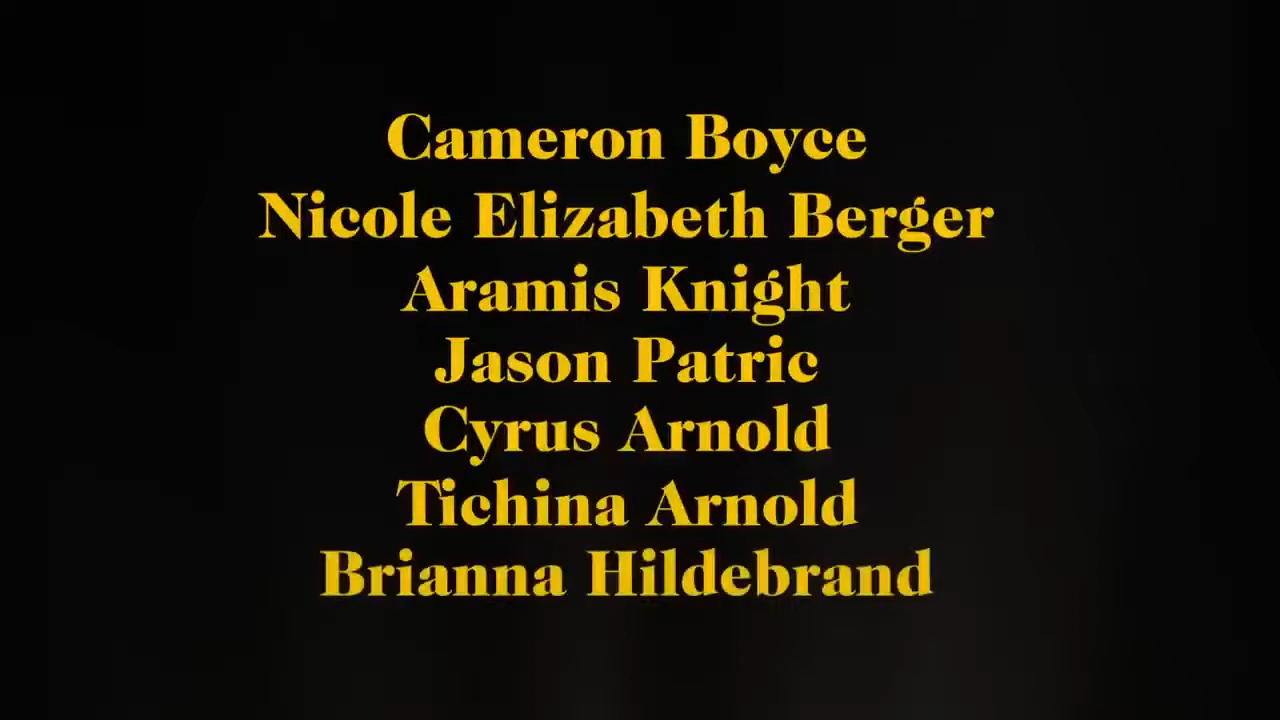 Cameron Boyce
Nicole Elizabeth Berger
Aramis Knight
Jason Patric
Cyrus Arnold
Tichina Arnold
Brianna Hildebrand